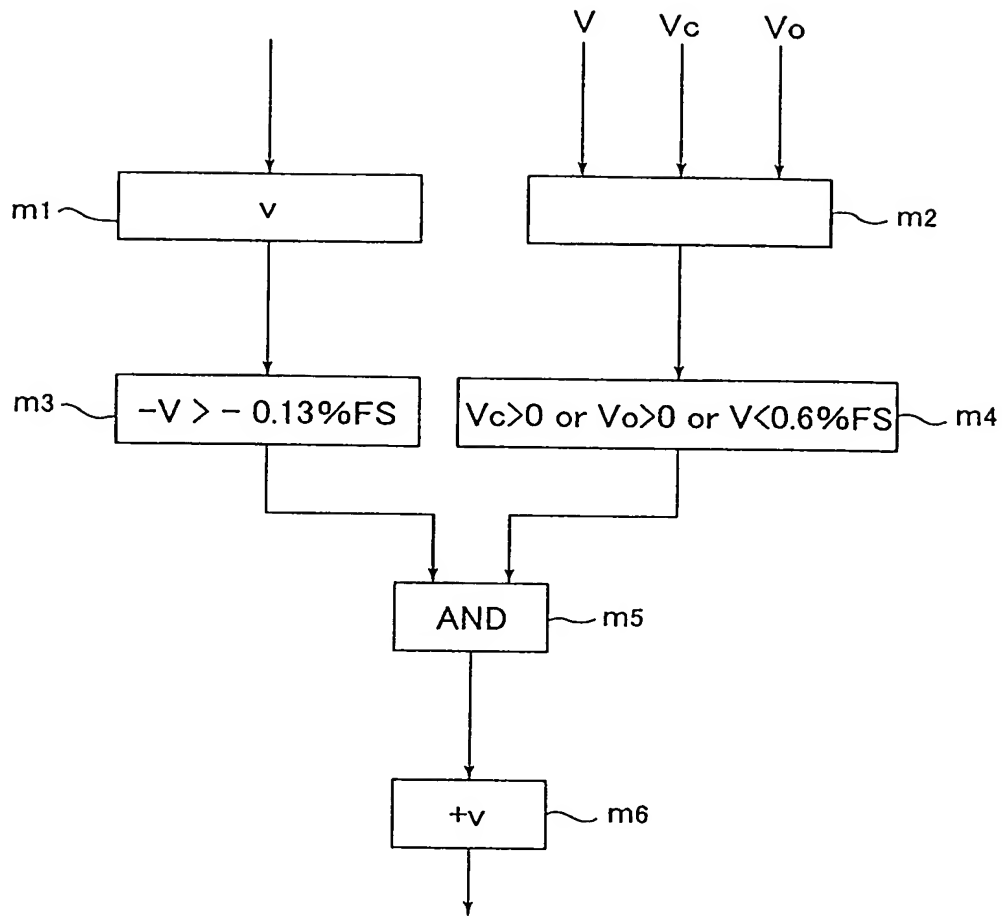 V Vc Vo
m1 v m2
m3 -V > - 0.13%FS Vc>0 or Vo>0 or V<0.6%FS m4
AND m5
+v m6